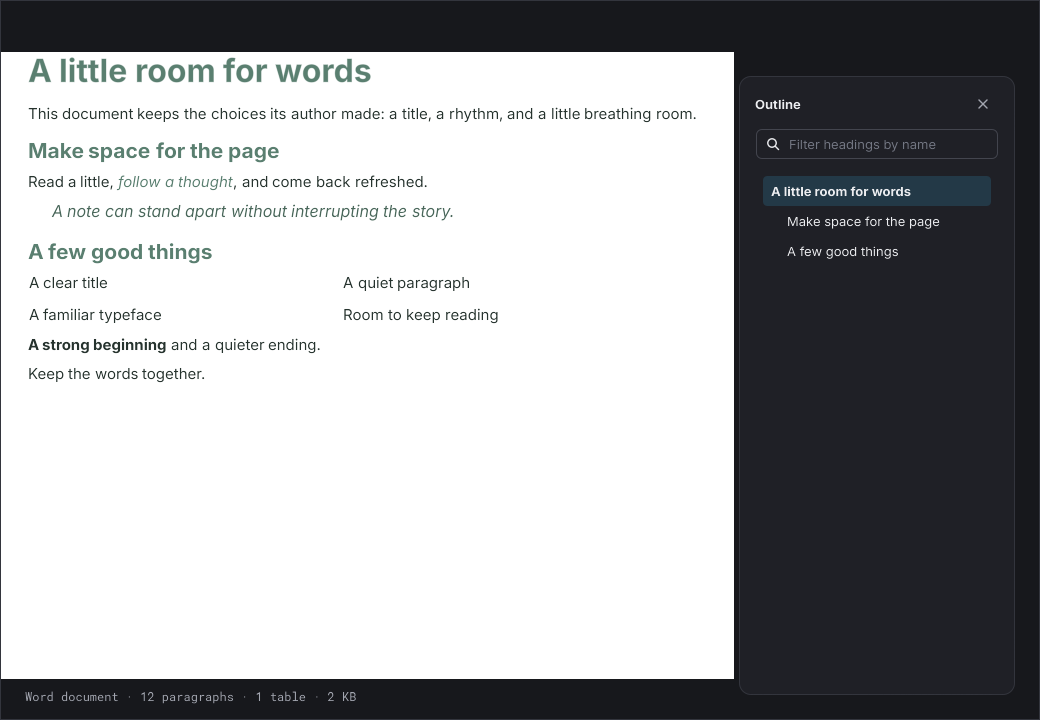 A little room for words
This document keeps the choices its author made: a title, a rhythm, and a little breathing room.
Make space for the page
Read a little, follow a thought, and come back refreshed.
A note can stand apart without interrupting the story.
A few good things
A clear title
A quiet paragraph
A familiar typeface
Room to keep reading
A strong beginning and a quieter ending.
Keep the words together.
Outline
Filter headings by name
A little room for words
Make space for the page
A few good things
Word document · 12 paragraphs · 1 table · 2 KB